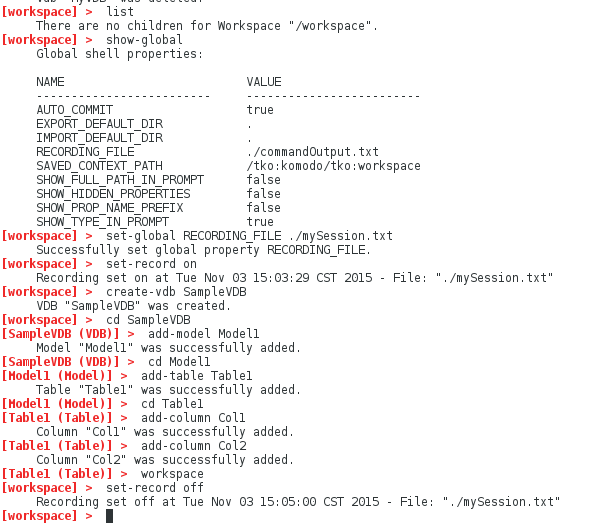 [workspace] > list
There are no children for Workspace "/workspace".
[workspace] > show-global
Global shell properties:
NAME VALUE
------------------------- -------------------------
AUTO_COMMIT true
EXPORT_DEFAULT_DIR .
IMPORT_DEFAULT_DIR .
RECORDING_FILE ./commandOutput.txt
SAVED_CONTEXT_PATH /tko:komodo/tko:workspace
SHOW_FULL_PATH_IN_PROMPT false
SHOW_HIDDEN_PROPERTIES false
SHOW_PROP_NAME_PREFIX false
SHOW_TYPE_IN_PROMPT true
[workspace] > set-global RECORDING_FILE ./mySession.txt
Successfully set global property RECORDING_FILE.
[workspace] > set-record on
Recording set on at Tue Nov 03 15:03:29 CST 2015 - File: "./mySession.txt"
[workspace] > create-vdb SampleVDB
VDB "SampleVDB" was created.
[workspace] > cd SampleVDB
[SampleVDB (VDB)] > add-model Model1
Model "Model1" was successfully added.
[SampleVDB (VDB)] > cd Model1
[Model1 (Model)] > add-table Table1
Table "Table1" was successfully added.
[Model1 (Model)] > cd Table1
[Table1 (Table)] > add-column Col1
Column "Col1" was successfully added.
[Table1 (Table)] > add-column Col2
Column "Col2" was successfully added.
[Table1 (Table)] > workspace
[workspace] > set-record off
Recording set off at Tue Nov 03 15:05:00 CST 2015 - File: "./mySession.txt"
[workspace] >